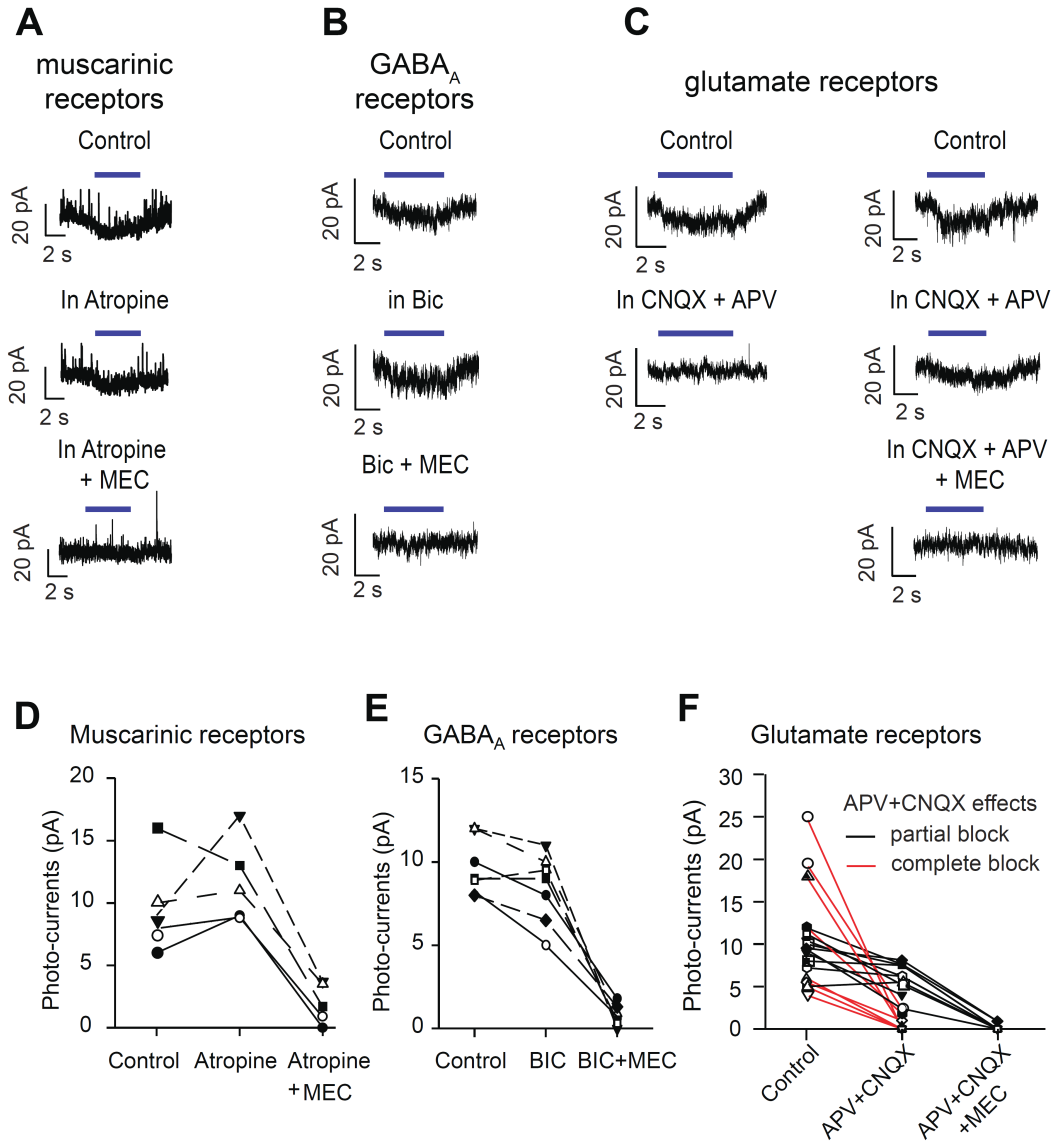 A
muscarinic
receptors
Control
20 pA
2 s
In Atropine
20 pA
2 s
In Atropine
+ MEC
20 pA
2 s
B
GABAA
receptors
Control
20 pA
2 s
in Bic
20 pA
2 s
Bic + MEC
20 pA
2 s
C
glutamate receptors
Control
20 pA
2 s
In CNQX + APV
20 pA
2 s
Control
20 pA
2 s
In CNQX + APV
20 pA
2 s
In CNQX + APV
+ MEC
20 pA
2 s
D
Muscarinic receptors
Photo-currents (pA)
20
15
10
5
0
Control
Atropine
Atropine
+MEC
E
GABAA receptors
Photo-currents (pA)
15
10
5
0
Control
BIC
BIC+MEC
F
Glutamate receptors
Photo-currents (pA)
30
25
20
15
10
5
0
APV+CNQX effects
partial block
complete block
Control
APV+CNQX
APV+CNQX
+MEC